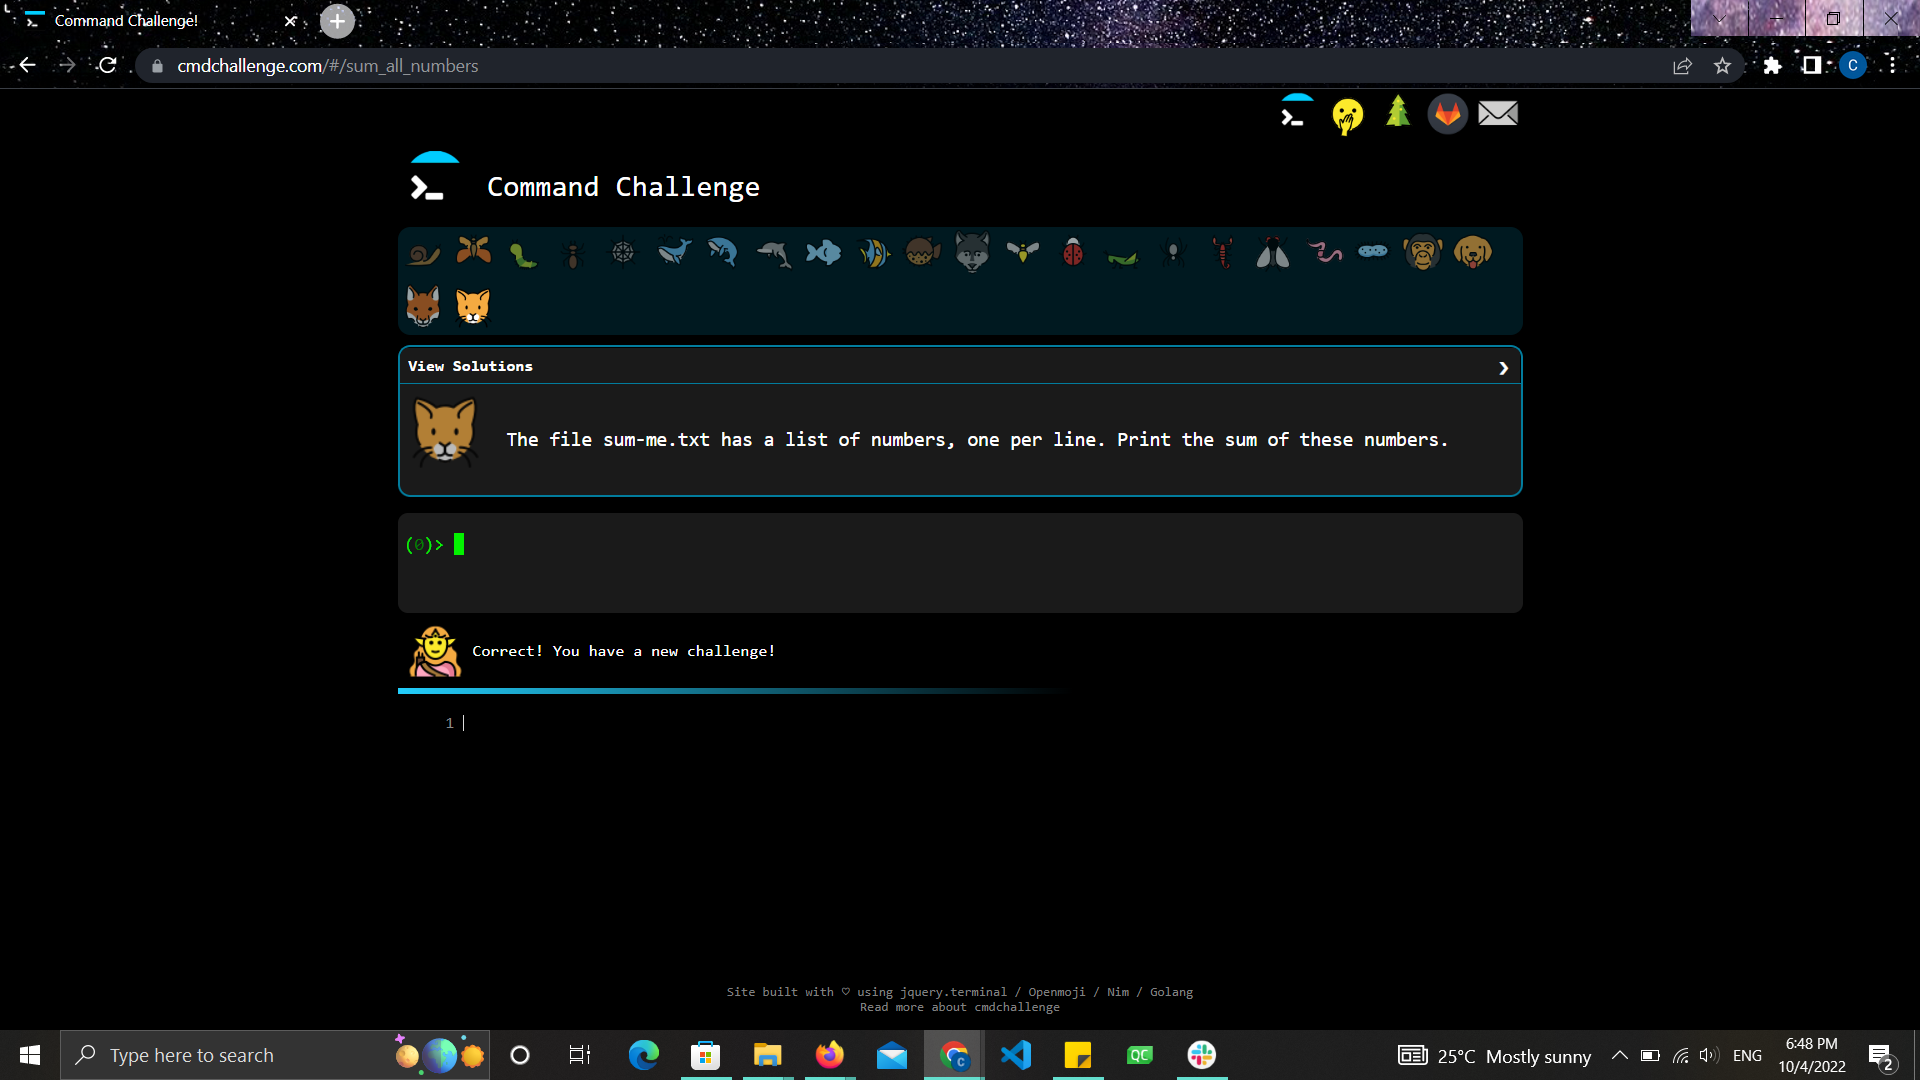 Command Challenge!
cmdchallenge.com/#/sum_all_numbers
C
Command Challenge
View Solutions
The file sum-me.txt has a list of numbers, one per line. Print the sum of these numbers.
(0)>
Correct! You have a new challenge!
1
Site built with ♡ using jquery.terminal / Openmoji / Nim / Golang
Read more about cmdchallenge
Type here to search
C
QC
25°C Mostly sunny
ENG
6:48 PM
10/4/2022
2